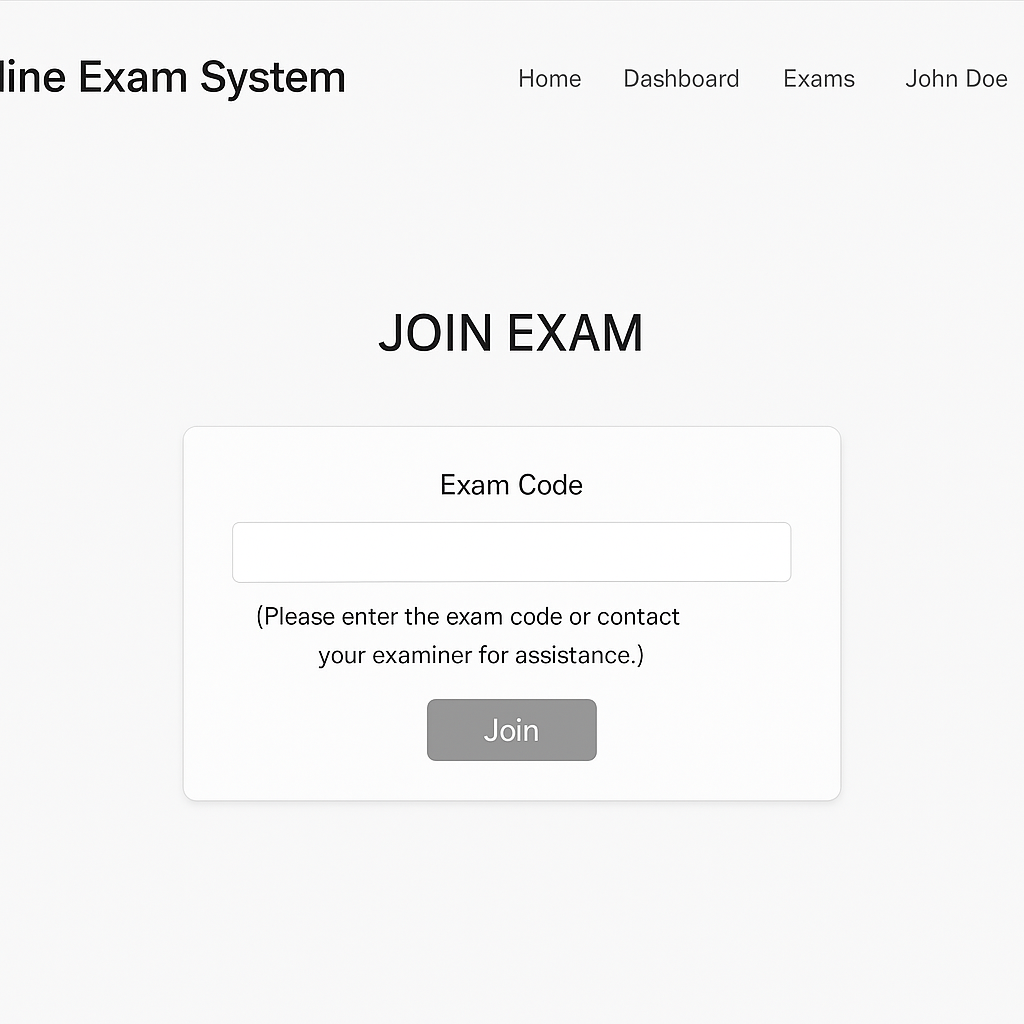 line Exam System
Home Dashboard Exams John Doe
JOIN EXAM
Exam Code
(Please enter the exam code or contact
your examiner for assistance.)
Join